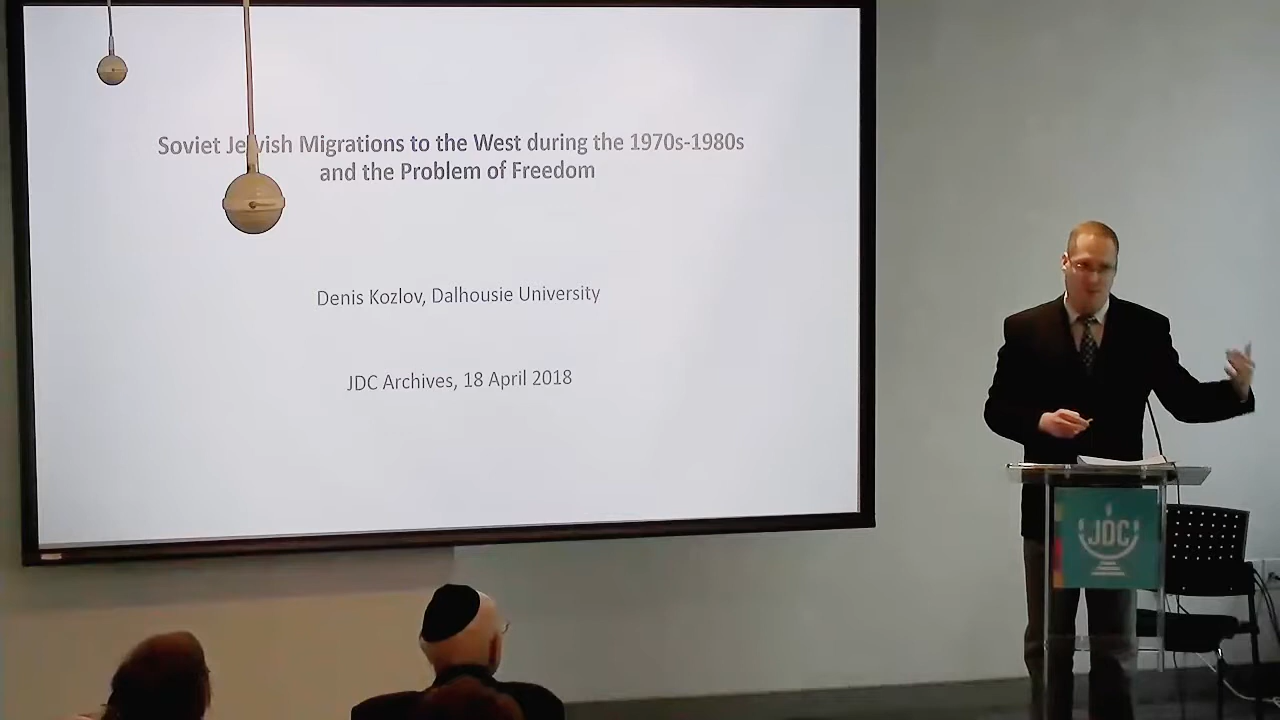 Soviet Jewish Migrations to the West during the 1970s-1980s
and the Problem of Freedom
Denis Kozlov, Dalhousie University
JDC Archives, 18 April 2018
JDC